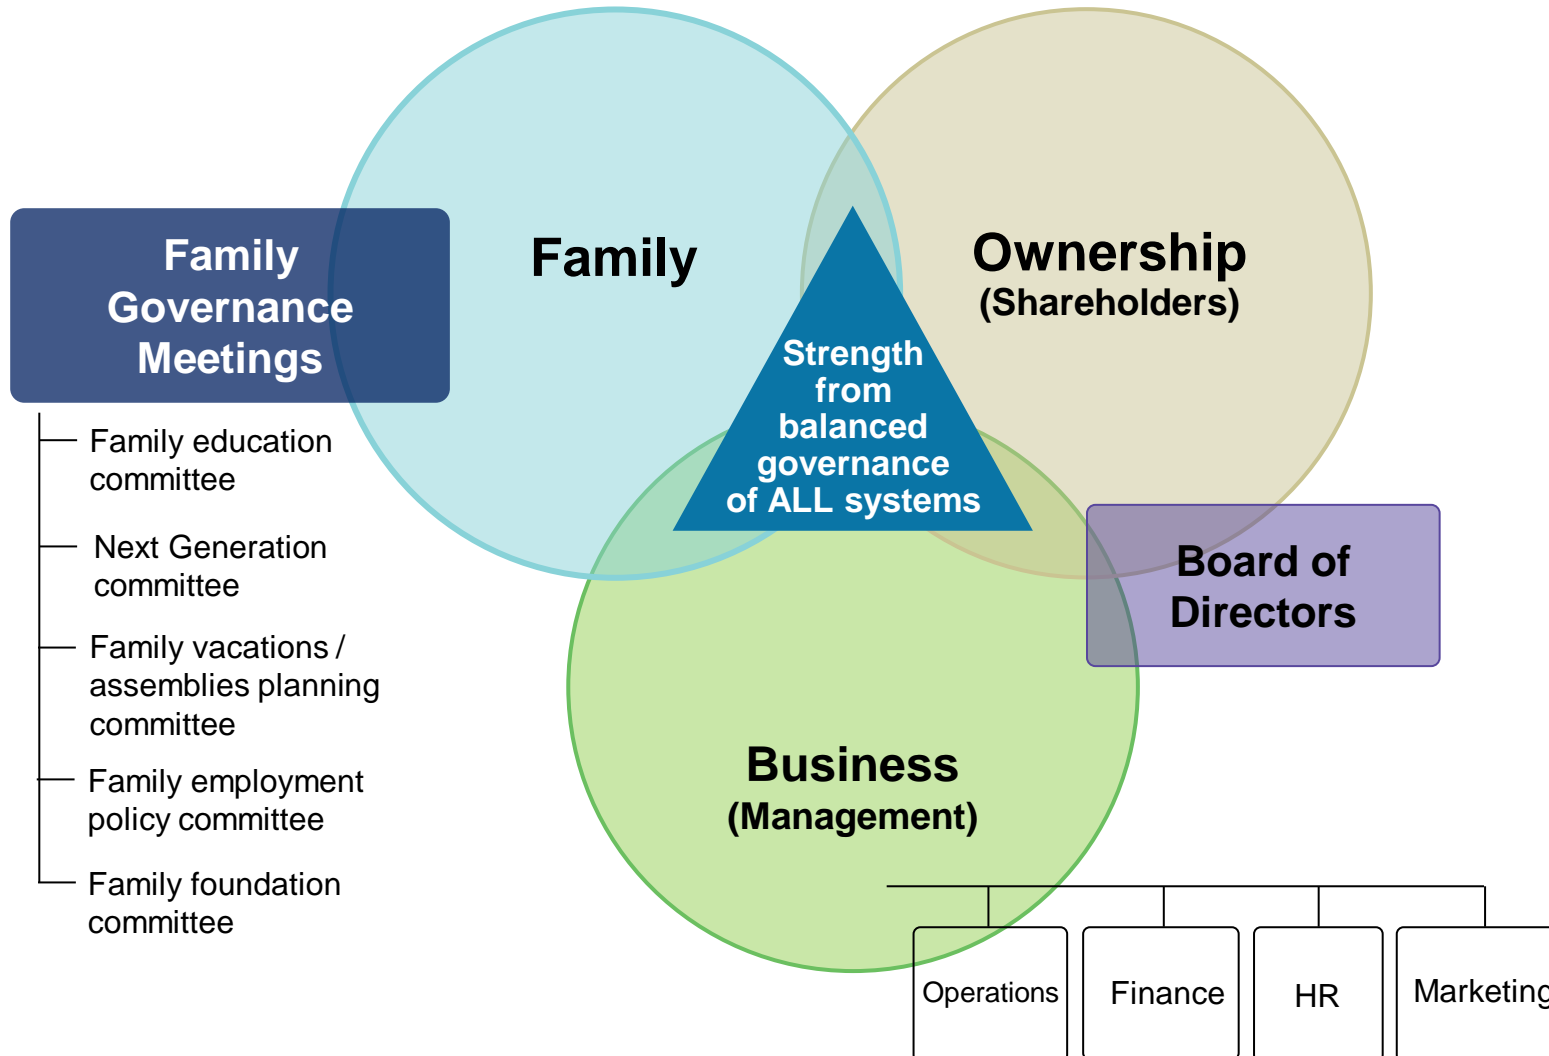 Family
Governance
Meetings
Family education
committee
Next Generation
committee
Family vacations /
assemblies planning
committee
Family employment
policy committee
Family foundation
committee
Family
Ownership
(Shareholders)
Strength
from
balanced
governance
of ALL systems
Board of
Directors
Business
(Management)
Operations
Finance
HR
Marketing